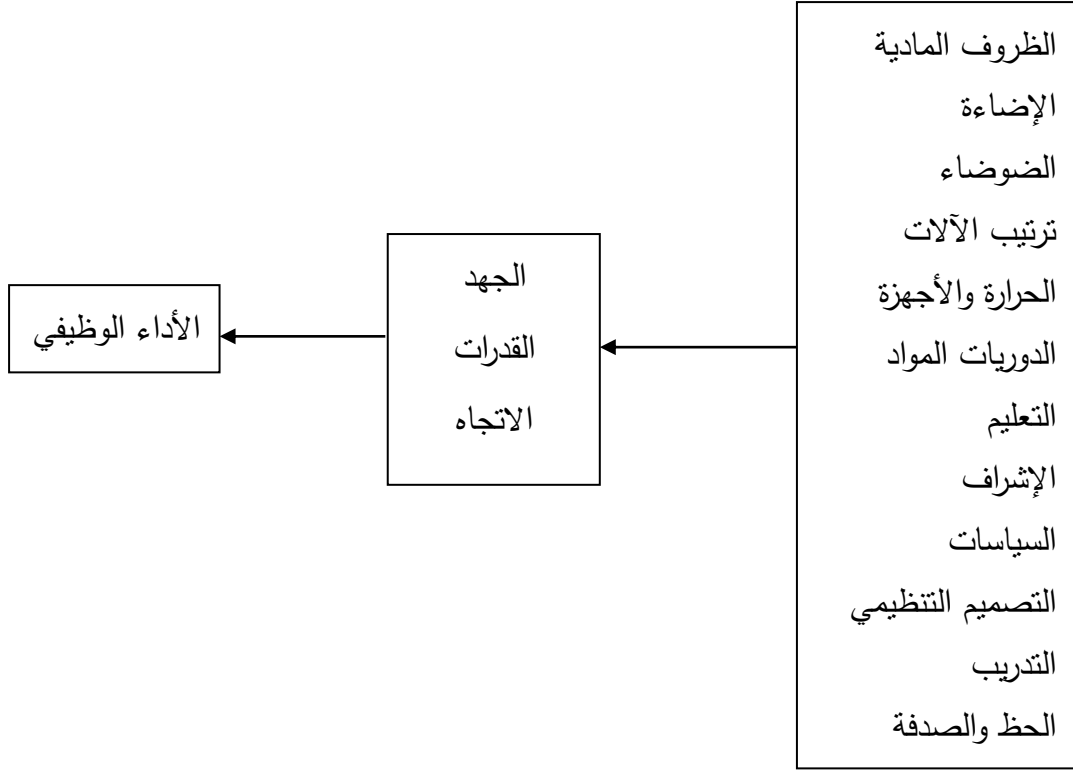 الظروف المادية
الإضاءة
الضوضاء
ترتيب الآلات
الحرارة والأجهزة
الدوريات المواد
التعليم
الإشراف
السياسات
التصميم التنظيمي
التدريب
الحظ والصدفة
الجهد
القدرات
الاتجاه
الأداء الوظيفي